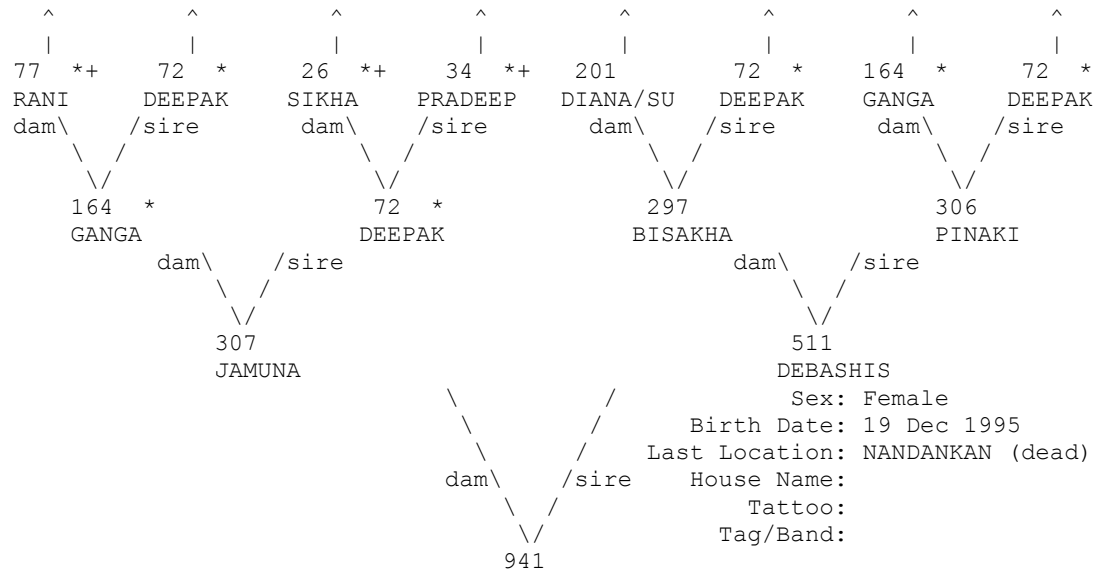 ^ ^ ^ ^ ^ ^ ^ ^
| | | | | | | |
77 *+ 72 * 26 *+ 34 *+ 201 72 * 164 * 72 *
RANI DEEPAK SIKHA PRADEEP DIANA/SU DEEPAK GANGA DEEPAK
dam\ /sire dam\ /sire dam\ /sire dam\ /sire
\ / \ / \ / \ /
\/ \/ \/ \/
164 * 72 * 297 306
GANGA DEEPAK BISAKHA PINAKI
dam\ /sire dam\ /sire
\ / \ /
\/ \/
307 511
JAMUNA DEBASHIS
\ / Sex: Female
\ / Birth Date: 19 Dec 1995
\ / Last Location: NANDANKAN (dead)
dam\ /sire House Name:
\ / Tattoo:
\/ Tag/Band:
941